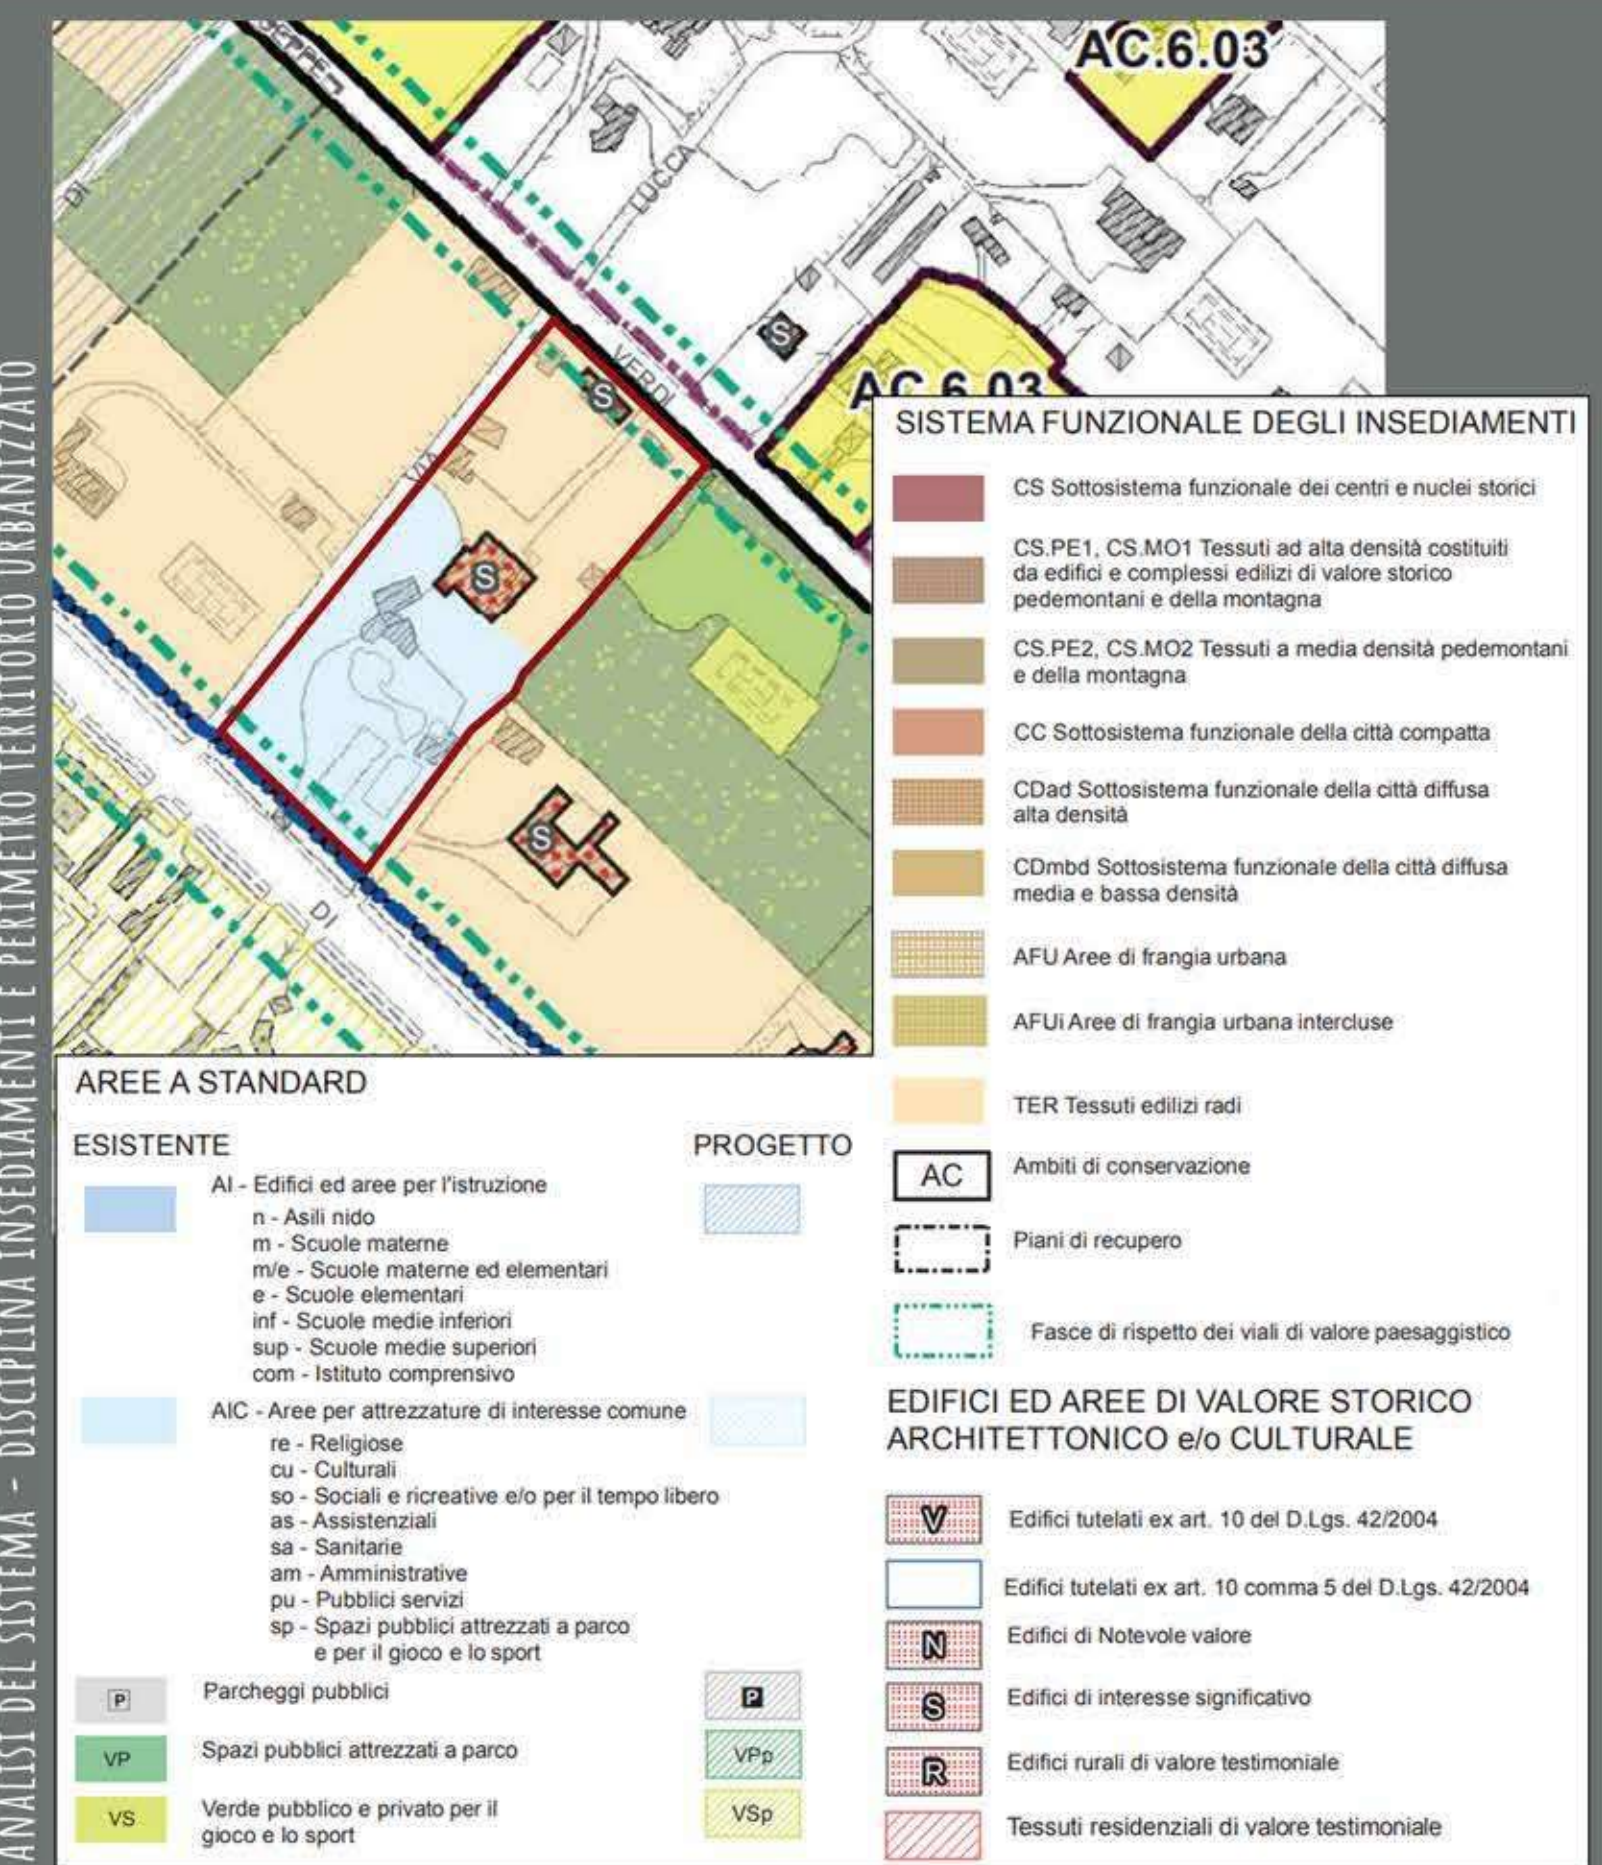 ANALISI DEL SISTEMA - DISCIPLINA INSEDIAMENTI E PERIMETRO TERRITORIO URBANIZZATO
AC.6.03
DI
LUCCA
S
VERDI
AC.6.03
S
VIA
S
S
DI
SISTEMA FUNZIONALE DEGLI INSEDIAMENTI
CS Sottosistema funzionale dei centri e nuclei storici
CS.PE1, CS.MO1 Tessuti ad alta densità costituiti
da edifici e complessi edilizi di valore storico
pedemontani e della montagna
CS.PE2, CS.MO2 Tessuti a media densità pedemontani
e della montagna
CC Sottosistema funzionale della città compatta
CDad Sottosistema funzionale della città diffusa
alta densità
CDmbd Sottosistema funzionale della città diffusa
media e bassa densità
AFU Aree di frangia urbana
AFUi Aree di frangia urbana intercluse
TER Tessuti edilizi radi
AC Ambiti di conservazione
Piani di recupero
Fasce di rispetto dei viali di valore paesaggistico
EDIFICI ED AREE DI VALORE STORICO
ARCHITETTONICO e/o CULTURALE
V Edifici tutelati ex art. 10 del D.Lgs. 42/2004
Edifici tutelati ex art. 10 comma 5 del D.Lgs. 42/2004
N Edifici di Notevole valore
S Edifici di interesse significativo
R Edifici rurali di valore testimoniale
Tessuti residenziali di valore testimoniale
AREE A STANDARD
ESISTENTE PROGETTO
AI - Edifici ed aree per l'istruzione
n - Asili nido
m - Scuole materne
m/e - Scuole materne ed elementari
e - Scuole elementari
inf - Scuole medie inferiori
sup - Scuole medie superiori
com - Istituto comprensivo
AIC - Aree per attrezzature di interesse comune
re - Religiose
cu - Culturali
so - Sociali e ricreative e/o per il tempo libero
as - Assistenziali
sa - Sanitarie
am - Amministrative
pu - Pubblici servizi
sp - Spazi pubblici attrezzati a parco
e per il gioco e lo sport
P Parcheggi pubblici P
VP Spazi pubblici attrezzati a parco VPp
VS Verde pubblico e privato per il VSp
gioco e lo sport